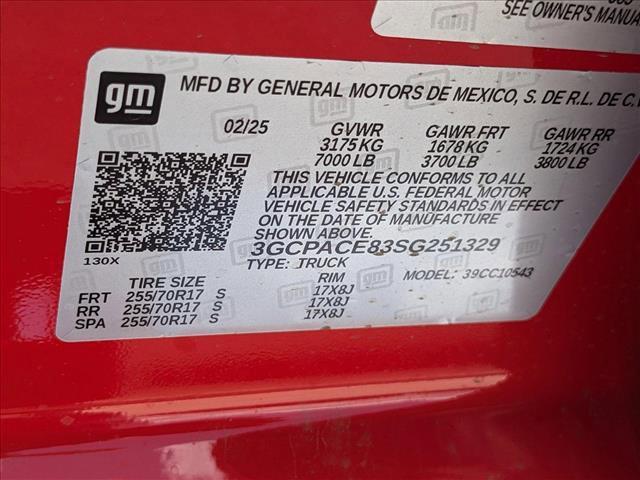 SEE OWNER'S MANUA
gm
MFD BY GENERAL MOTORS DE MEXICO, S. DE R.L. DE C.V
02/25 GVWR GAWR FRT GAWR RR
3175 KG 1678 KG 1724 KG
7000 LB 3700 LB 3800 LB
THIS VEHICLE CONFORMS TO ALL
APPLICABLE U.S. FEDERAL MOTOR
VEHICLE SAFETY STANDARDS IN EFFECT
ON THE DATE OF MANUFACTURE
SHOWN ABOVE.
3GCPACE83SG251329
130X
TYPE: TRUCK MODEL: 39CC10543
TIRE SIZE RIM
FRT 255/70R17 S 17X8J
RR 255/70R17 S 17X8J
SPA 255/70R17 S 17X8J